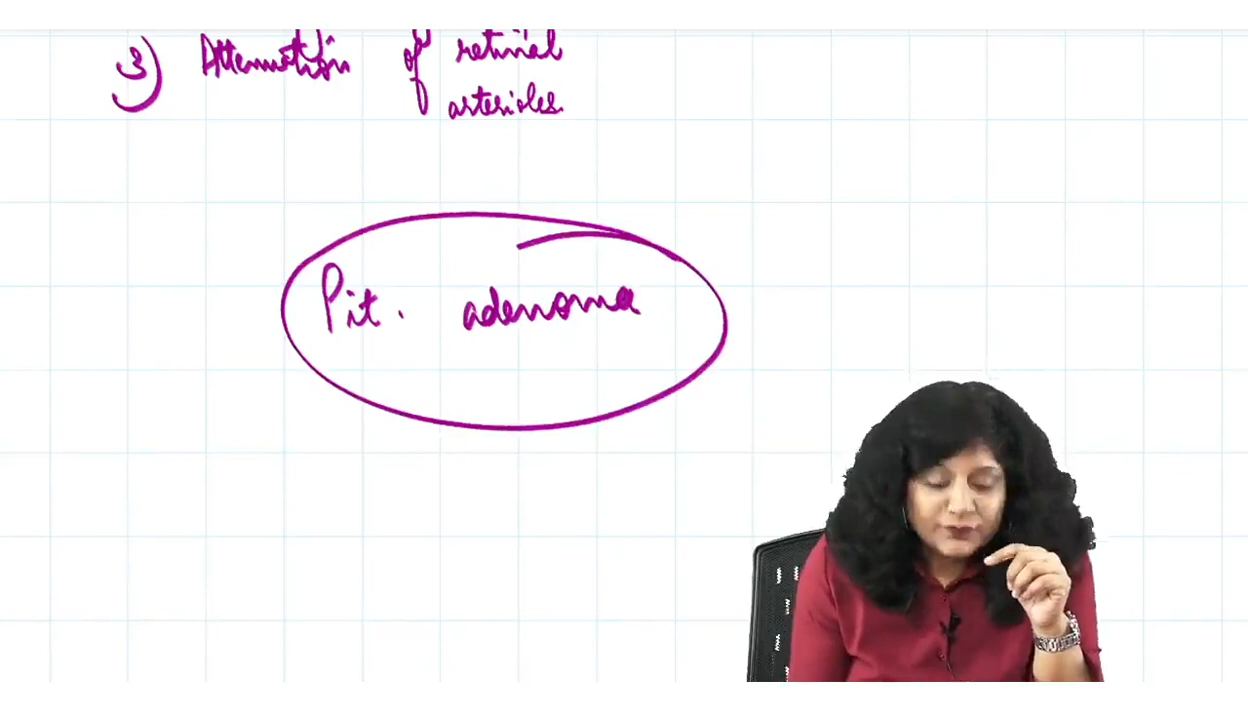 3) Attenuation of retinal
arterioles.
Pit. adenoma